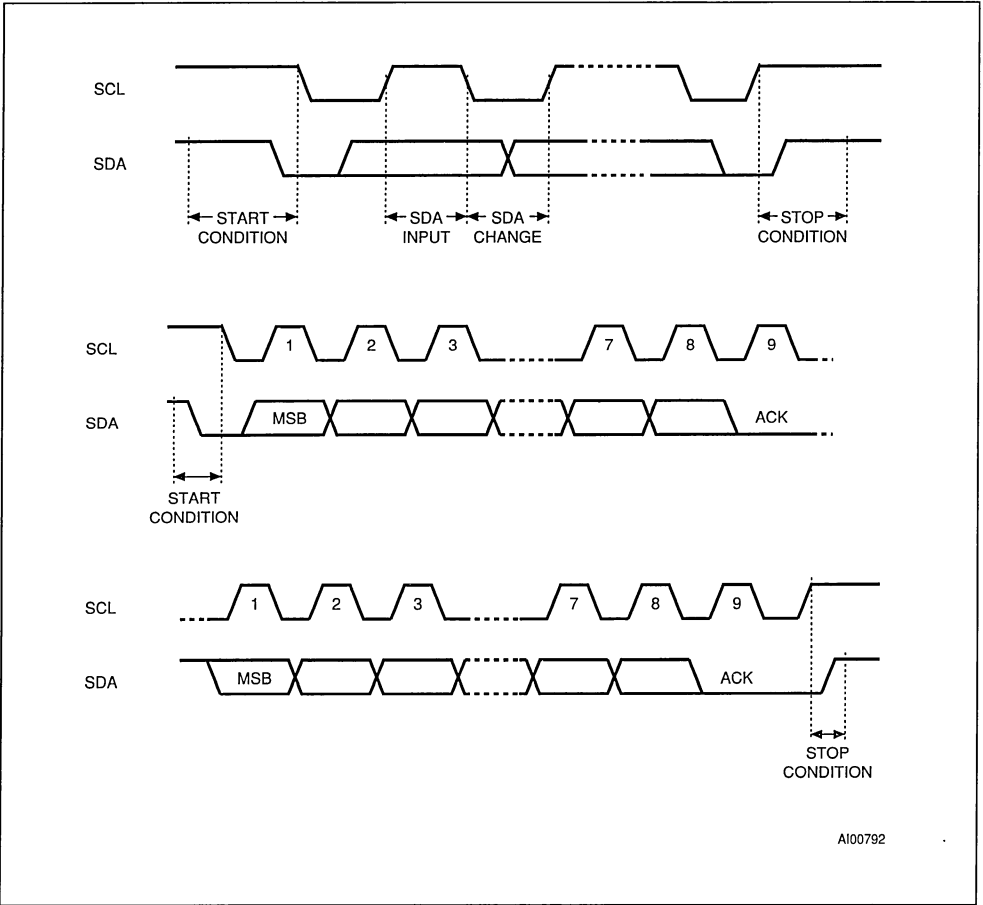 SCL
SDA
START CONDITION
SDA INPUT
SDA CHANGE
STOP CONDITION
SCL
1 2 3 7 8 9
SDA
MSB
ACK
START CONDITION
SCL
1 2 3 7 8 9
SDA
MSB
ACK
STOP CONDITION
AI00792